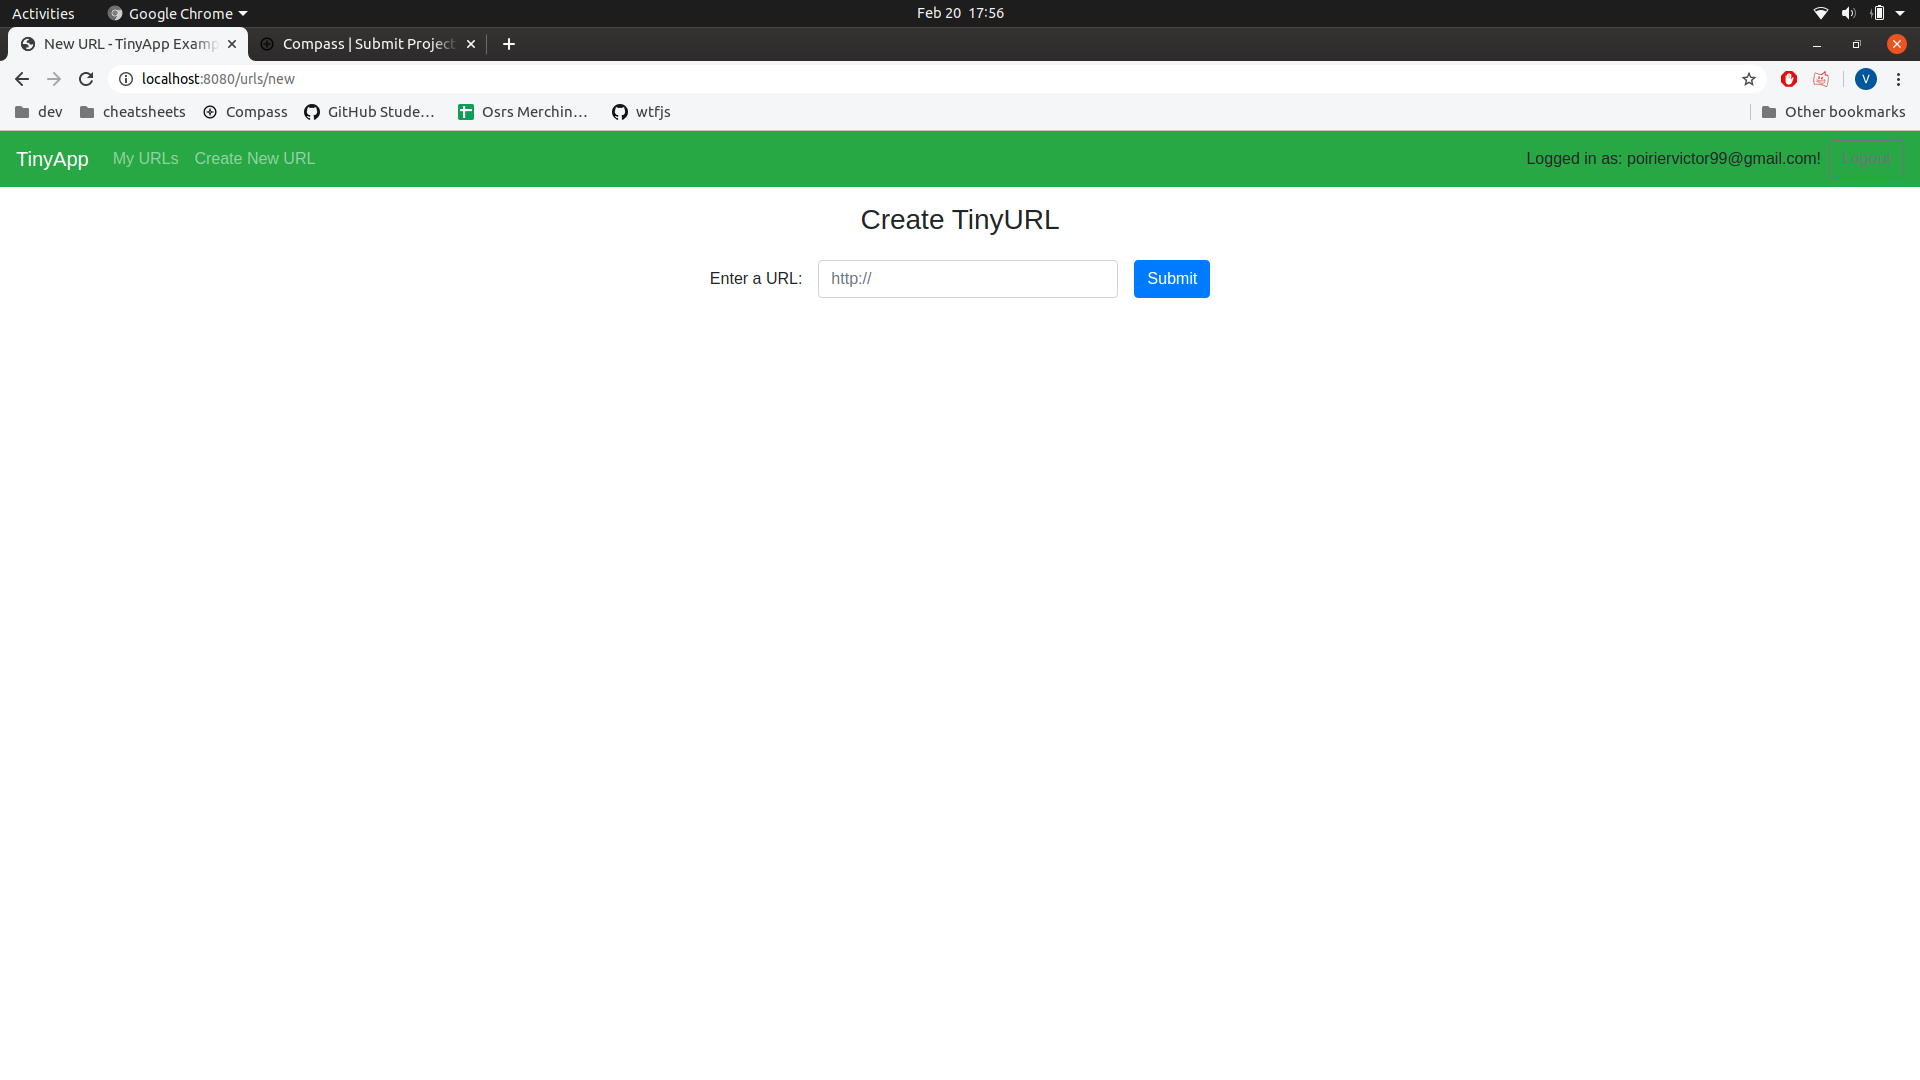 Activities Google Chrome Feb 20 17:56
New URL - TinyApp Examp Compass | Submit Project
localhost:8080/urls/new V
dev cheatsheets Compass GitHub Stude... Osrs Merchin... wtfjs Other bookmarks
TinyApp My URLs Create New URL Logged in as: poiriervictor99@gmail.com! Logout
Create TinyURL
Enter a URL: http:// Submit